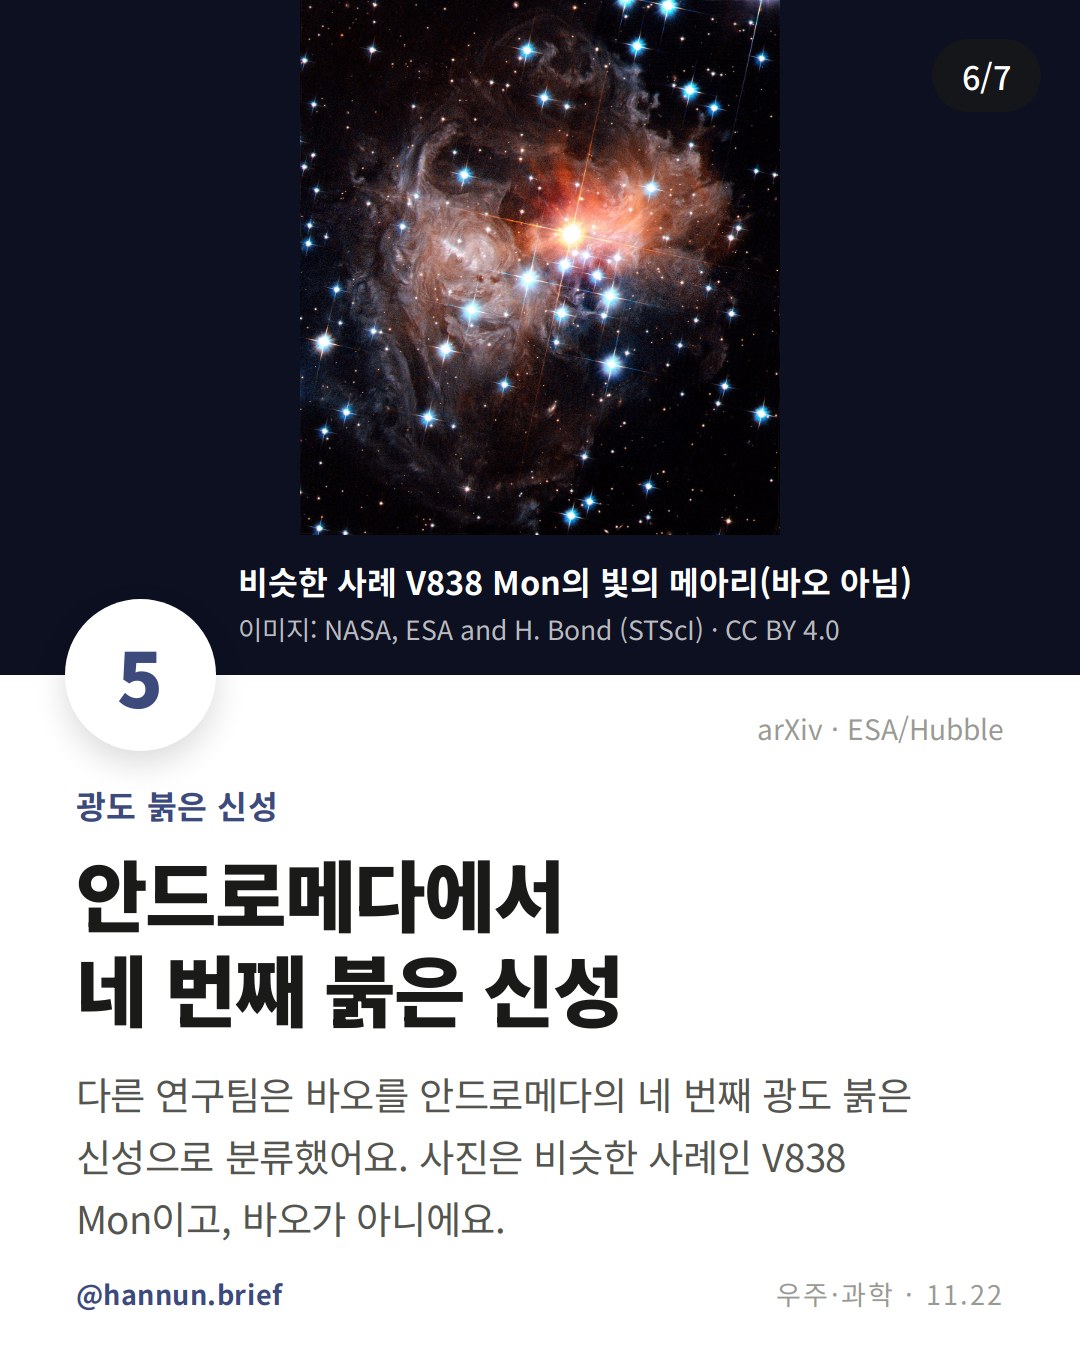 6/7
비슷한 사례 V838 Mon의 빛의 메아리(바오 아님)
이미지: NASA, ESA and H. Bond (STScI) · CC BY 4.0
5
arXiv · ESA/Hubble
광도 붉은 신성
안드로메다에서
네 번째 붉은 신성
다른 연구팀은 바오를 안드로메다의 네 번째 광도 붉은
신성으로 분류했어요. 사진은 비슷한 사례인 V838
Mon이고, 바오가 아니에요.
@hannun.brief
우주·과학 · 11.22